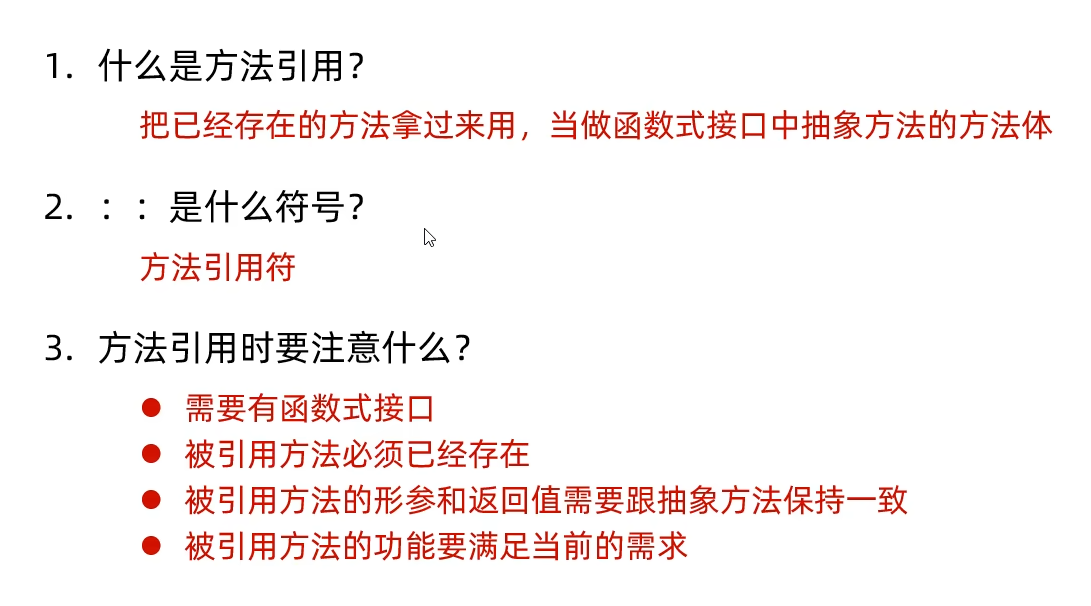 1. 什么是方法引用？
把已经存在的方法拿过来用，当做函数式接口中抽象方法的方法体
2. ：：是什么符号？
方法引用符
3. 方法引用时要注意什么？
● 需要有函数式接口
● 被引用方法必须已经存在
● 被引用方法的形参和返回值需要跟抽象方法保持一致
● 被引用方法的功能要满足当前的需求